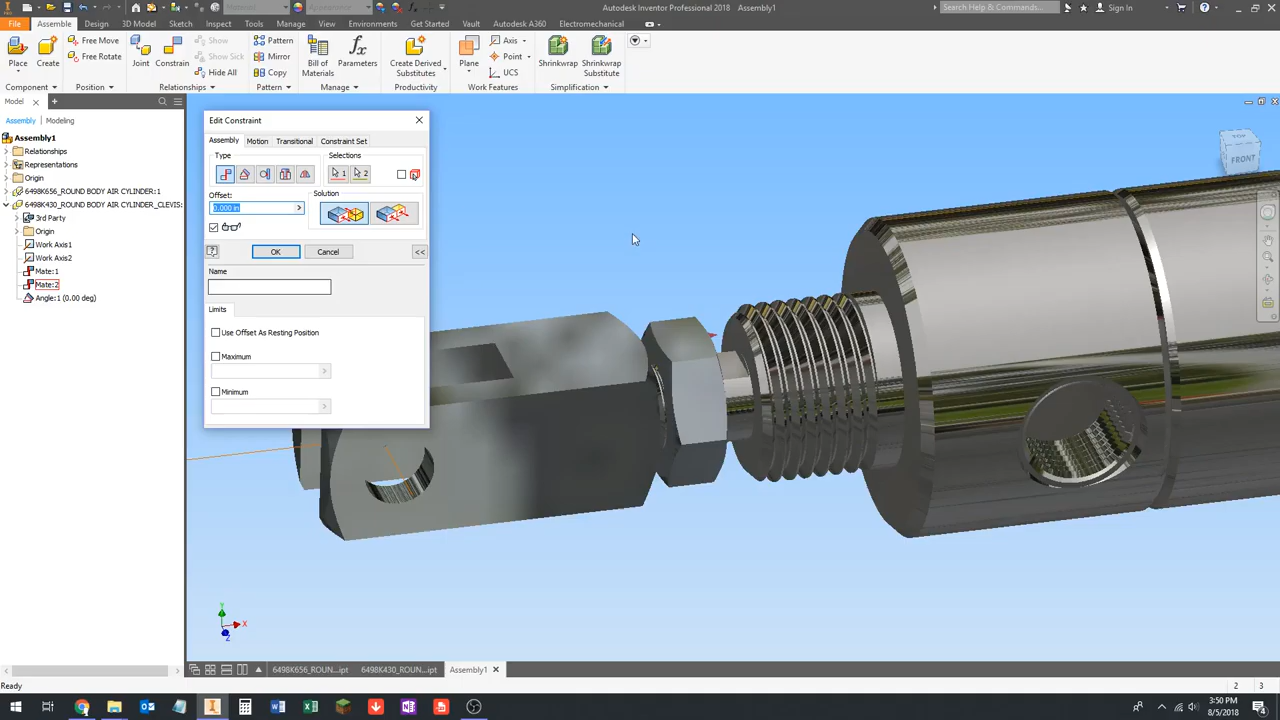 Autodesk Inventor Professional 2018 Assembly1
Search Help & Commands...
Sign In
File Assemble Design 3D Model Sketch Inspect Tools Manage View Environments Get Started Vault Autodesk A360 Electromechanical
Place
Create
Free Move
Free Rotate
Component
Position
Joint
Constrain
Show
Show Sick
Hide All
Relationships
Pattern
Mirror
Copy
Pattern
Bill of
Materials
Parameters
Manage
Create Derived
Substitutes
Productivity
Plane
Axis
Point
UCS
Work Features
Shrinkwrap
Shrinkwrap
Substitute
Simplification
Model
Assembly Modeling
Assembly1
Relationships
Representations
Origin
6498K656_ROUND BODY AIR CYLINDER:1
6498K430_ROUND BODY AIR CYLINDER_CLEVIS:
3rd Party
Origin
Work Axis1
Work Axis2
Mate:1
Mate:2
Angle:1 (0.00 deg)
Edit Constraint
Assembly Motion Transitional Constraint Set
Type
Selections
1 2
Offset:
0.000 in
Solution
OK
Cancel
<<
Name
Limits
Use Offset As Resting Position
Maximum
Minimum
FRONT
Y
X
Z
6498K656_ROUN...ipt
6498K430_ROUN...ipt
Assembly1
Ready
2 3
3:50 PM
8/5/2018